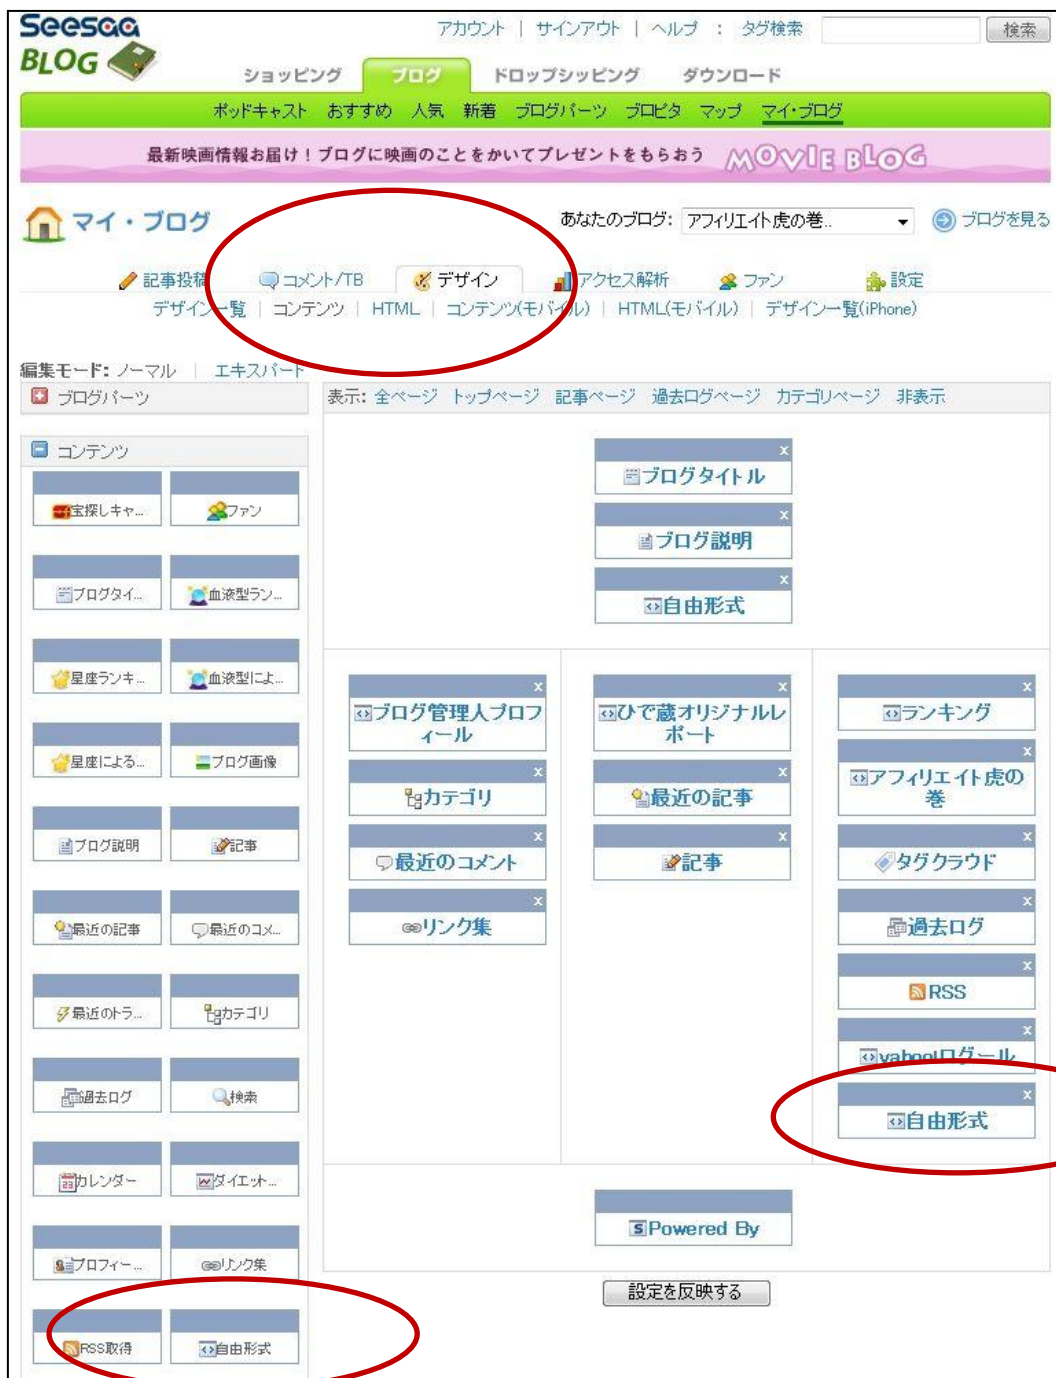 Seesaa
BLOG
アカウント | サインアウト | ヘルプ : タグ検索 検索
ショッピング ブログ ドロップシッピング ダウンロード
ポッドキャスト おすすめ 人気 新着 ブログパーツ ブロピタ マップ マイ・ブログ
最新映画情報お届け!ブログに映画のことをかいてプレゼントをもらおう MOVIE BLOG
マイ・ブログ あなたのブログ: アフィリエイト虎の巻.. ブログを見る
記事投稿 コメント/TB デザイン アクセス解析 ファン 設定
デザイン一覧 | コンテンツ | HTML | コンテンツ(モバイル) | HTML(モバイル) | デザイン一覧(iPhone)
編集モード: ノーマル | エキスパート
ブログパーツ
コンテンツ
宝探しキャ... ファン
ブログタイ... 血液型ラン...
星座ランキ... 血液型によ...
星座による... ブログ画像
ブログ説明 記事
最近の記事 最近のコメ...
最近のトラ... カテゴリ
過去ログ 検索
カレンダー ダイエット...
プロフィー... リンク集
RSS取得 自由形式
表示: 全ページ トップページ 記事ページ 過去ログページ カテゴリページ 非表示
x
ブログタイトル
x
ブログ説明
x
自由形式
x
ブログ管理人プロフ
ィール
x
カテゴリ
x
最近のコメント
x
リンク集
x
ひで蔵オリジナルレ
ポート
x
最近の記事
x
記事
x
ランキング
x
アフィリエイト虎の
巻
x
タグクラウド
x
過去ログ
x
RSS
x
yahoo!ログール
x
自由形式
Powered By
設定を反映する